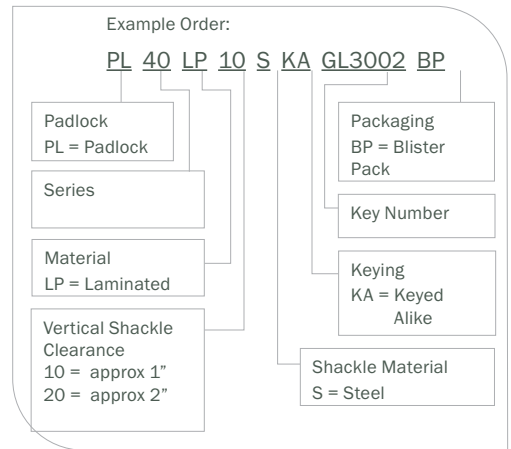 Example Order:
PL 40 LP 10 S KA GL3002 BP
Padlock
PL = Padlock
Series
Material
LP = Laminated
Vertical Shackle
Clearance
10 = approx 1”
20 = approx 2”
Packaging
BP = Blister
Pack
Key Number
Keying
KA = Keyed
Alike
Shackle Material
S = Steel